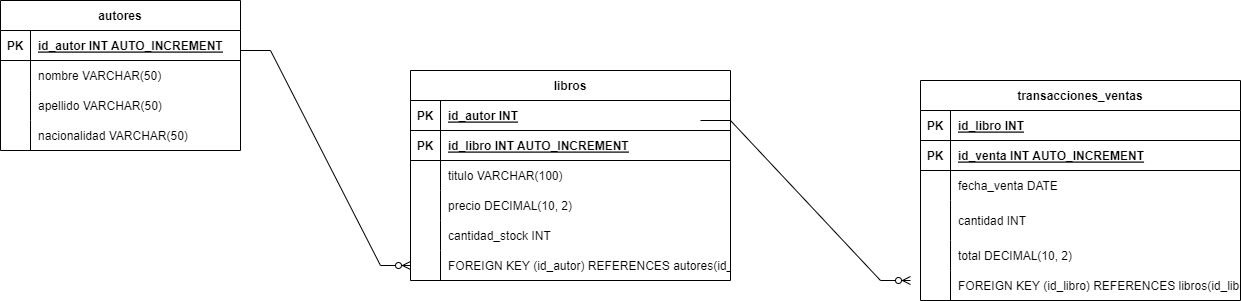 autores
PK id_autor INT AUTO_INCREMENT
nombre VARCHAR(50)
apellido VARCHAR(50)
nacionalidad VARCHAR(50)
libros
PK id_autor INT
PK id_libro INT AUTO_INCREMENT
titulo VARCHAR(100)
precio DECIMAL(10, 2)
cantidad_stock INT
FOREIGN KEY (id_autor) REFERENCES autores(id_
transacciones_ventas
PK id_libro INT
PK id_venta INT AUTO_INCREMENT
fecha_venta DATE
cantidad INT
total DECIMAL(10, 2)
FOREIGN KEY (id_libro) REFERENCES libros(id_lib